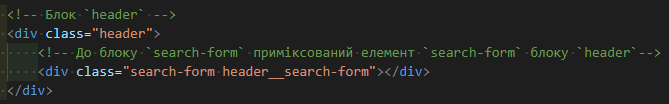 <!-- Блок `header` -->
<div class="header">
<!-- До блоку `search-form` приміксований елемент `search-form` блоку `header`-->
<div class="search-form header__search-form"></div>
</div>